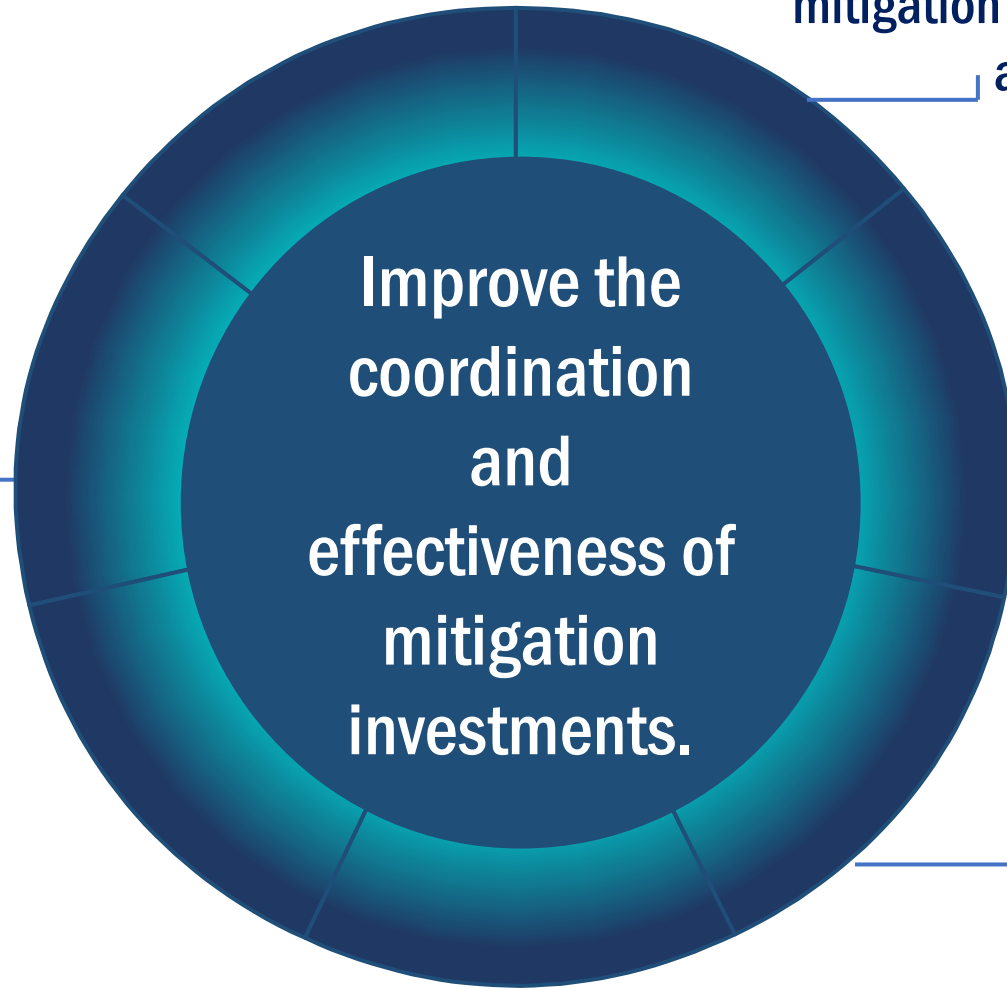 mitigation
a
Improve the
coordination
and
effectiveness of
mitigation
investments.